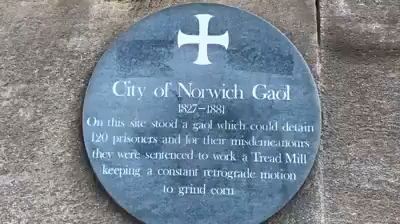 City of Norwich Gaol
1827-1881
On this site stood a gaol which could detain
120 prisoners and for their misdemeanours
they were sentenced to work a Tread Mill
keeping a constant retrograde motion
to grind corn